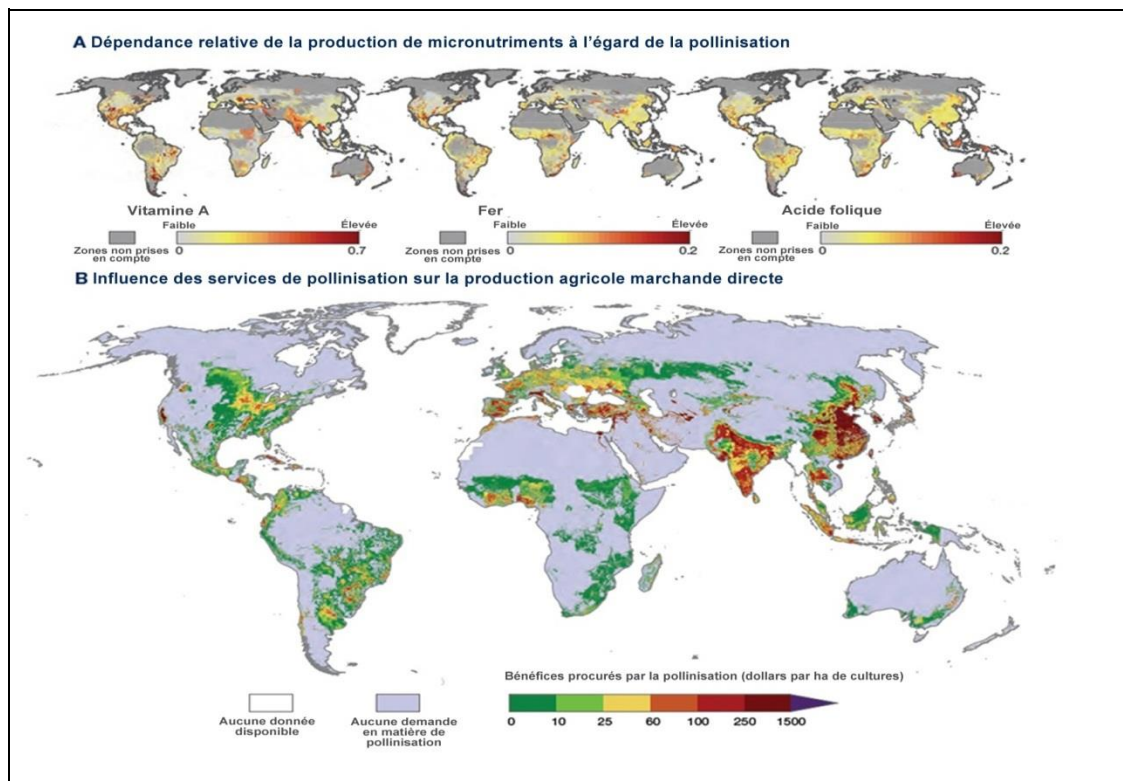 A Dépendance relative de la production de micronutriments à l’égard de la pollinisation
Vitamine A
Faible
Élevée
Zones non prises
en compte
0
0.7
Fer
Faible
Élevée
Zones non prises
en compte
0
0.2
Acide folique
Faible
Élevée
Zones non prises
en compte
0
0.2
B Influence des services de pollinisation sur la production agricole marchande directe
Aucune donnée
disponible
Aucune demande
en matière de
pollinisation
Bénéfices procurés par la pollinisation (dollars par ha de cultures)
0 10 25 60 100 250 1500